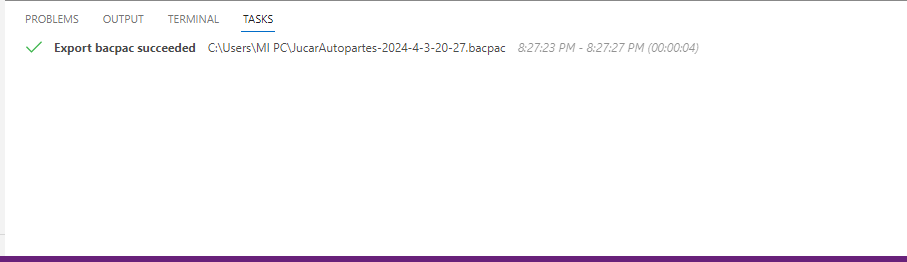 PROBLEMS OUTPUT TERMINAL TASKS
Export bacpac succeeded C:\Users\MI PC\JucarAutopartes-2024-4-3-20-27.bacpac 8:27:23 PM - 8:27:27 PM (00:00:04)